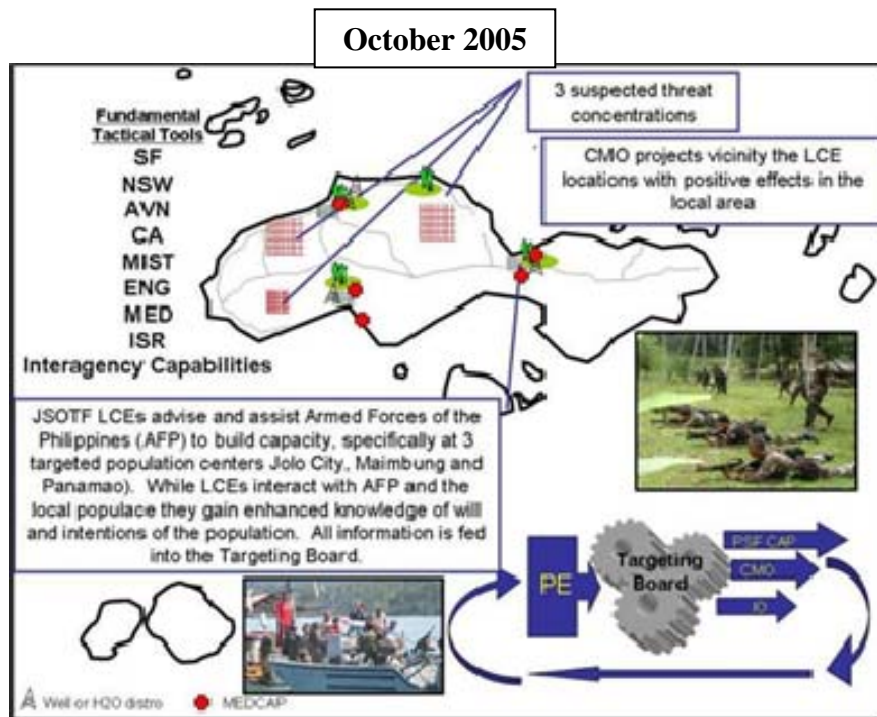 October 2005
3 suspected threat
concentrations
CMO projects vicinity the LCE
locations with positive effects in the
local area
Fundamental
Tactical Tools
SF
NSW
AVN
CA
MIST
ENG
MED
ISR
Interagency Capabilities
JSOTF LCEs advise and assist Armed Forces of the
Philippines (AFP) to build capacity, specifically at 3
targeted population centers Jolo City, Maimbung and
Panamao). While LCEs interact with AFP and the
local populace they gain enhanced knowledge of will
and intentions of the population. All information is fed
into the Targeting Board.
PE
Targeting
Board
PSF CAP
CMO
IO
Well or H2O distro
MEDCAP